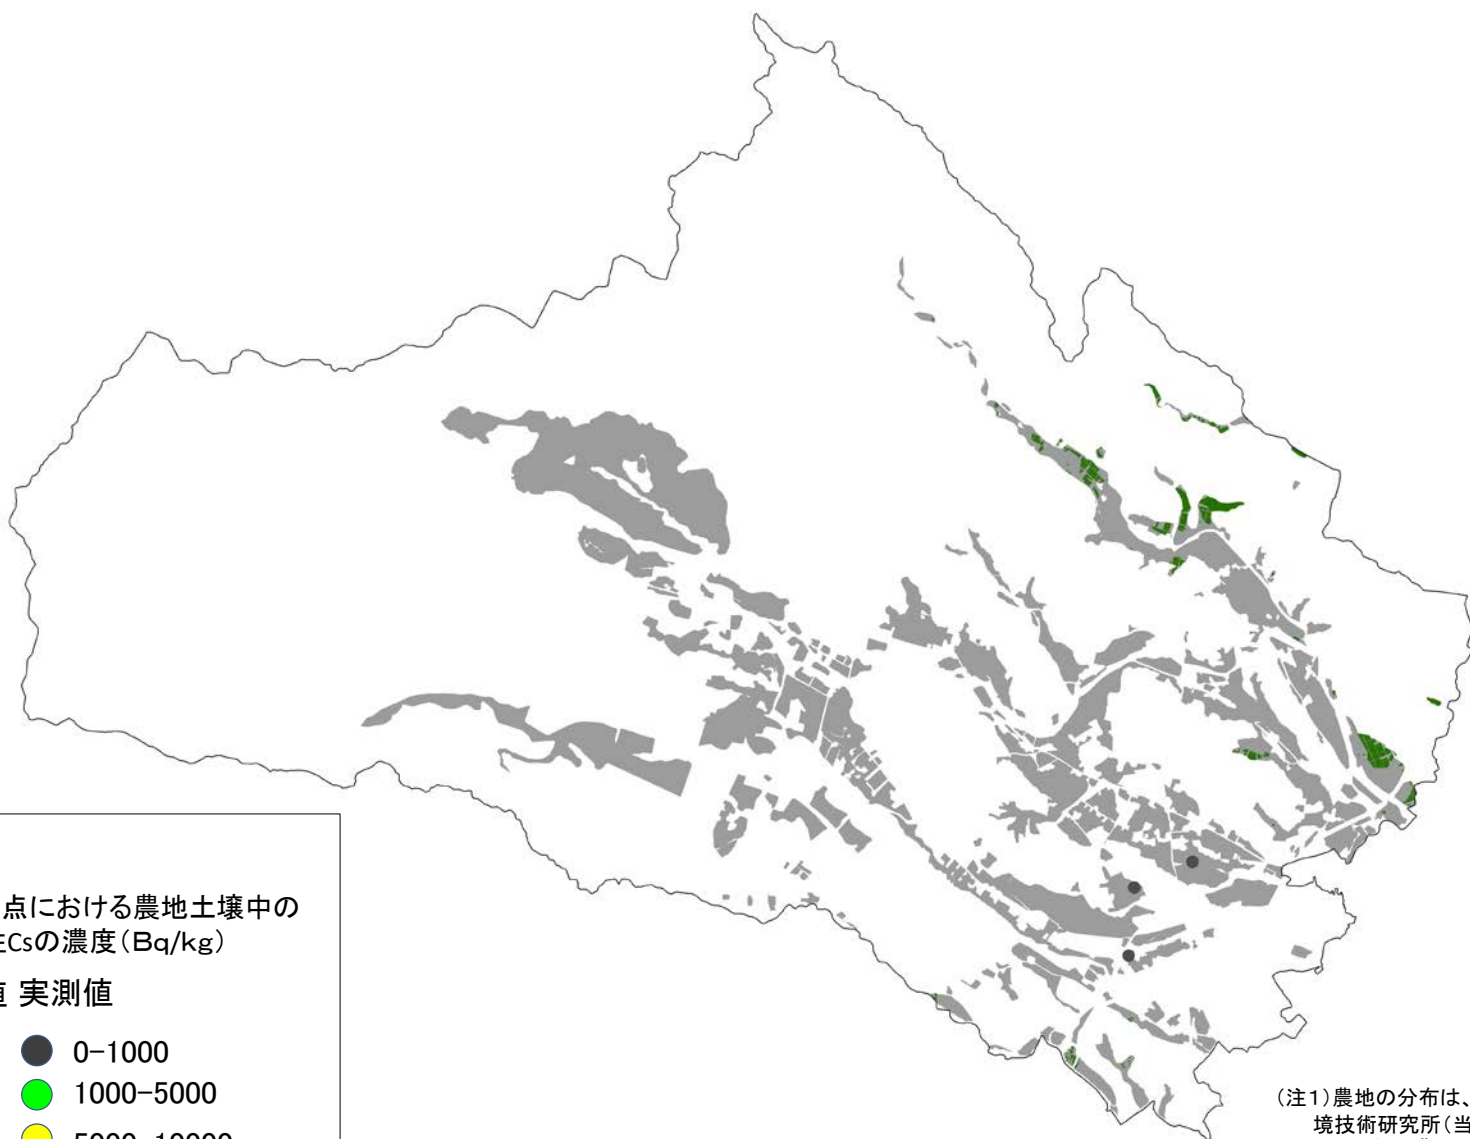 点における農地土壌中の
Csの濃度(Bq/kg)
実測値
0-1000
1000-5000
5000-10000
(注1)農地の分布は、
境技術研究所(当